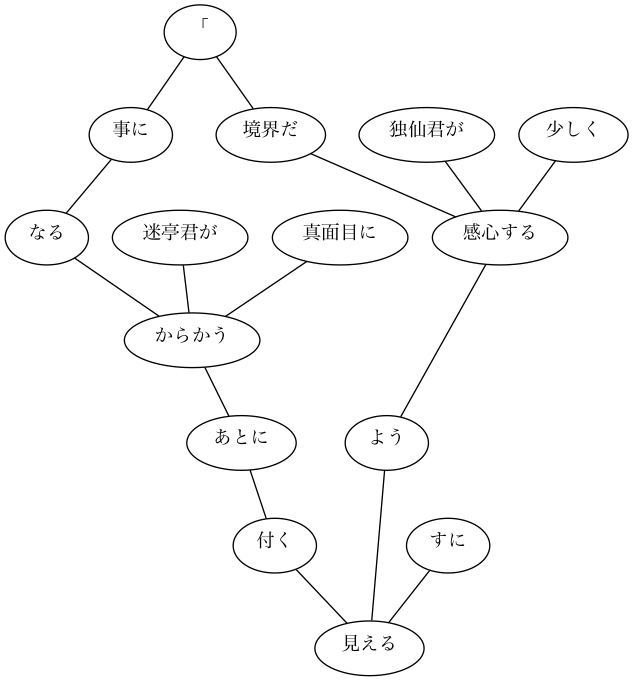 「
事に
境界だ
独仙君が
少しく
なる
迷亭君が
真面目に
感心する
からかう
あとに
よう
付く
すに
見える